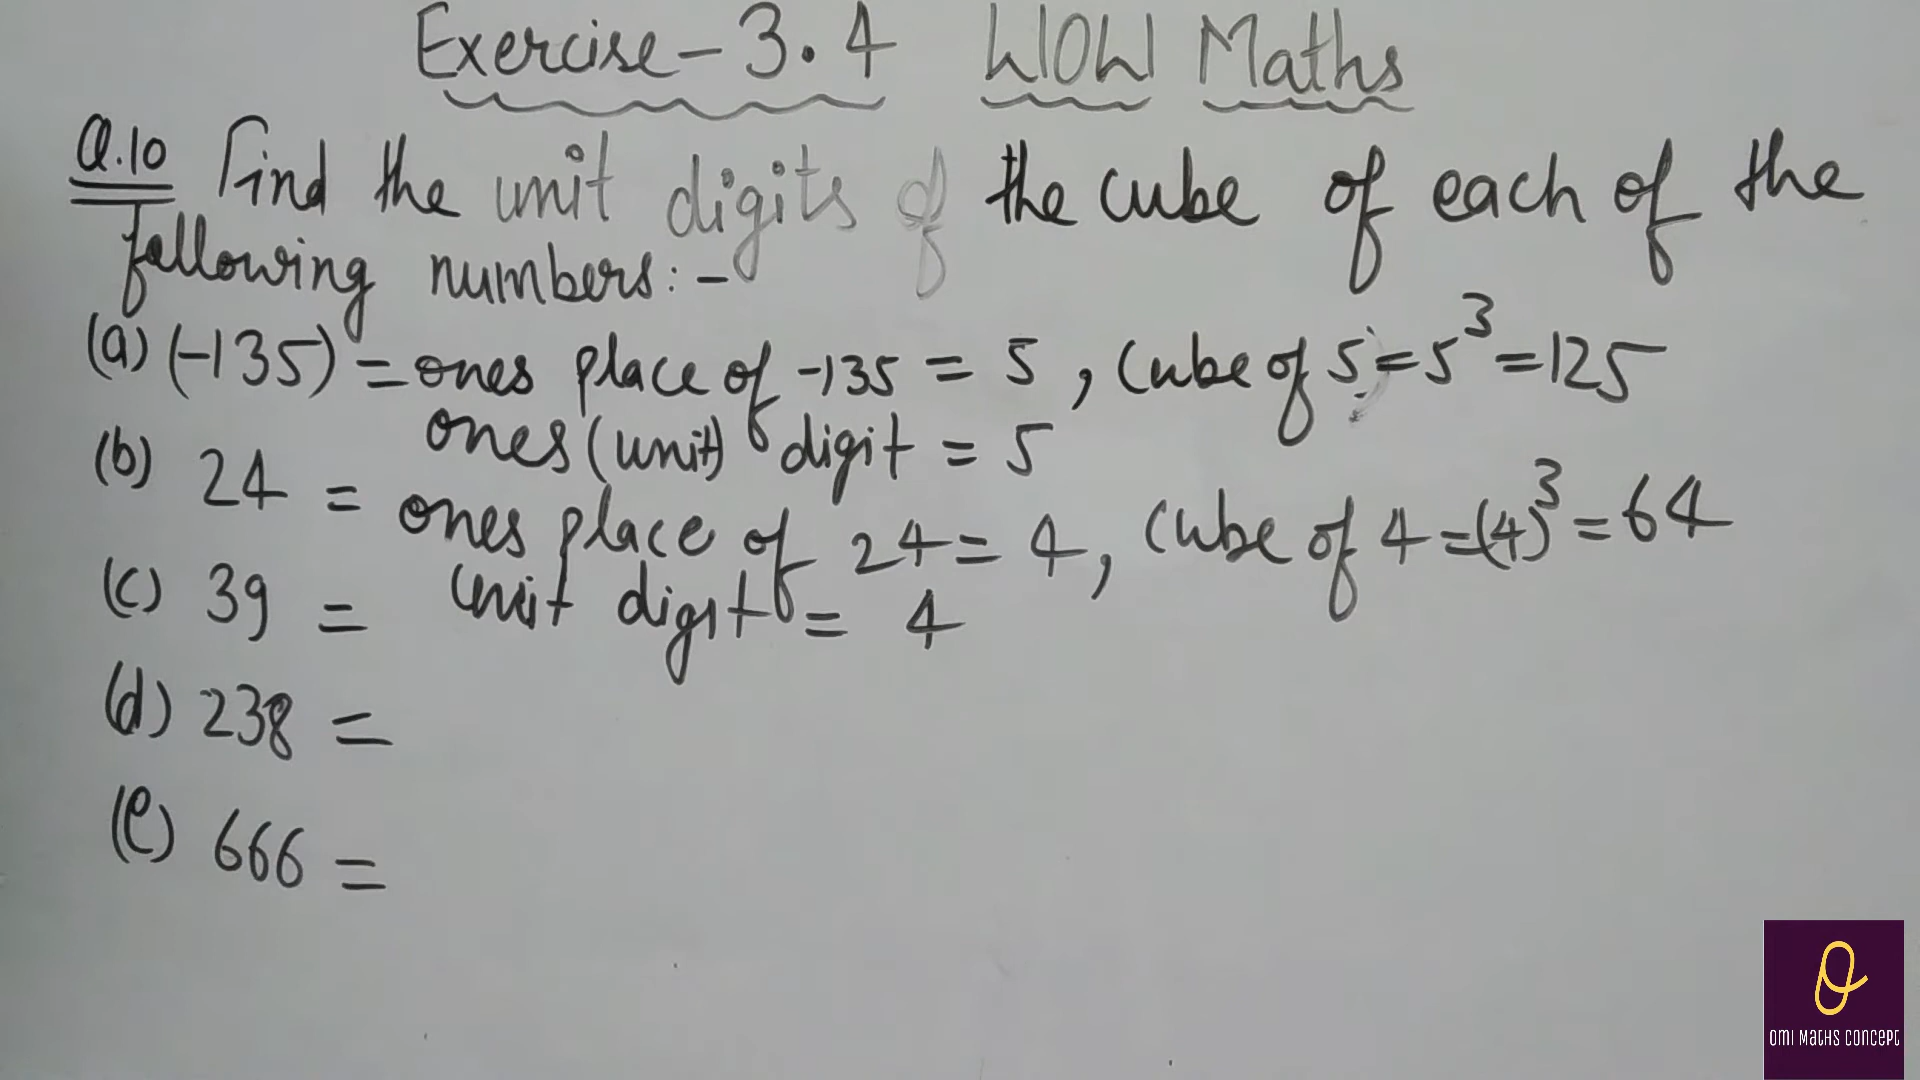 Exercise-3.4 WOW Maths
Q.10 Find the unit digits of the cube of each of the
following numbers:-
(a) (-135) = ones place of -135 = 5, Cube of 5 = 5³ = 125
ones (unit) digit = 5
(b) 24 = ones place of 24 = 4, Cube of 4 = (4)³ = 64
unit digit = 4
(c) 39 =
(d) 238 =
(e) 666 =
OMI MATHS CONCEPT